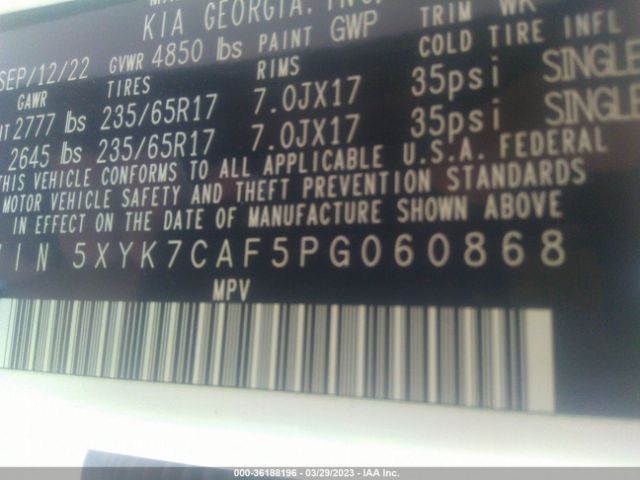 KIA GEORGIA, INC.
SEP/12/22 GVWR 4850 lbs PAINT GWP TRIM WK
GAWR TIRES RIMS COLD TIRE INFL
2777 lbs 235/65R17 7.0JX17 35psi SINGLE
2645 lbs 235/65R17 7.0JX17 35psi SINGLE
THIS VEHICLE CONFORMS TO ALL APPLICABLE U.S.A. FEDERAL
MOTOR VEHICLE SAFETY AND THEFT PREVENTION STANDARDS
IN EFFECT ON THE DATE OF MANUFACTURE SHOWN ABOVE
VIN 5XYK7CAF5PG060868
MPV
000-36188196 - 03/29/2023 - IAA Inc.